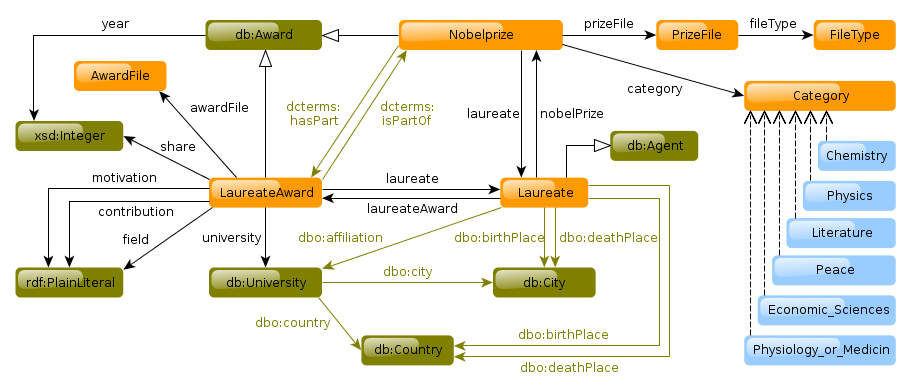 year
db:Award
Nobelprize
prizeFile
PrizeFile
fileType
FileType
AwardFile
awardFile
dcterms:
hasPart
dcterms:
isPartOf
laureate
nobelPrize
category
Category
xsd:Integer
share
db:Agent
Chemistry
motivation
LaureateAward
laureate
Laureate
Physics
contribution
laureateAward
field
university
dbo:affiliation
dbo:birthPlace
dbo:deathPlace
Literature
rdf:PlainLiteral
db:University
dbo:city
db:City
Peace
dbo:country
Economic_Sciences
dbo:birthPlace
db:Country
Physiology_or_Medicin
dbo:deathPlace